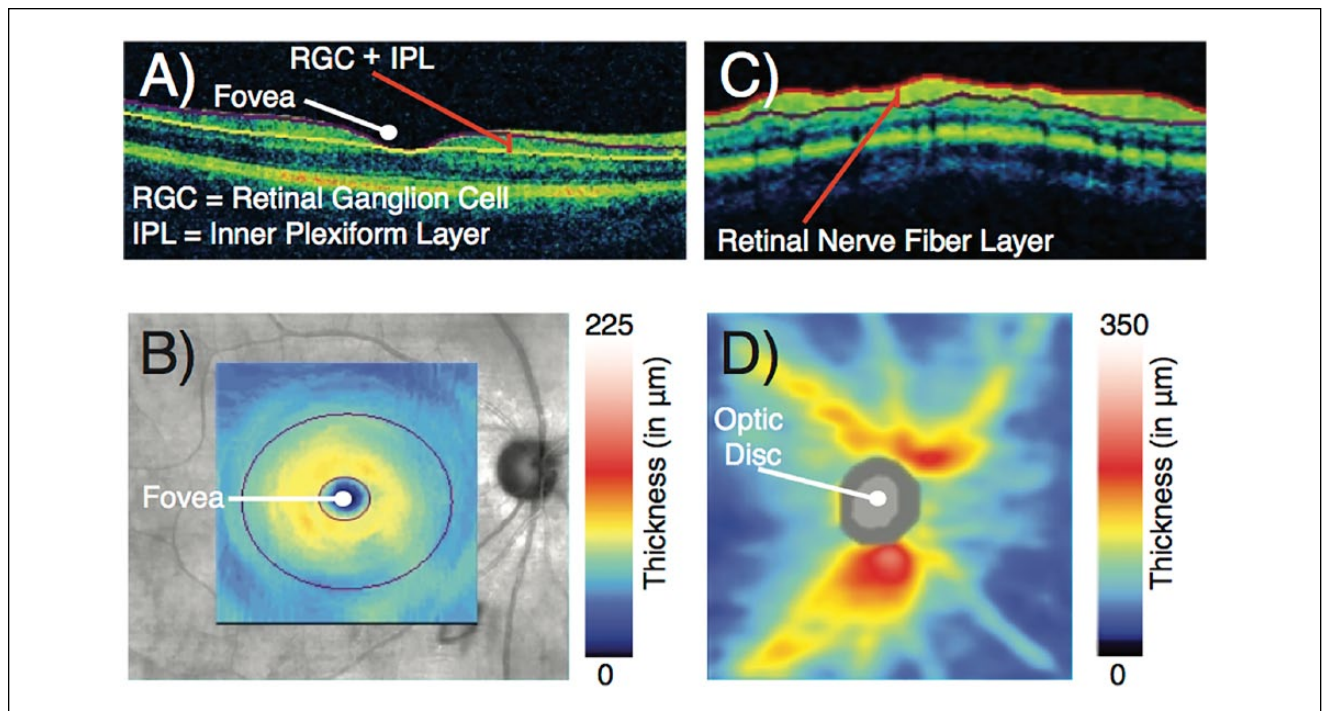 A)
RGC + IPL
Fovea
RGC = Retinal Ganglion Cell
IPL = Inner Plexiform Layer
C)
Retinal Nerve Fiber Layer
B)
Fovea
225
Thickness (in µm)
0
D)
Optic
Disc
350
Thickness (in µm)
0